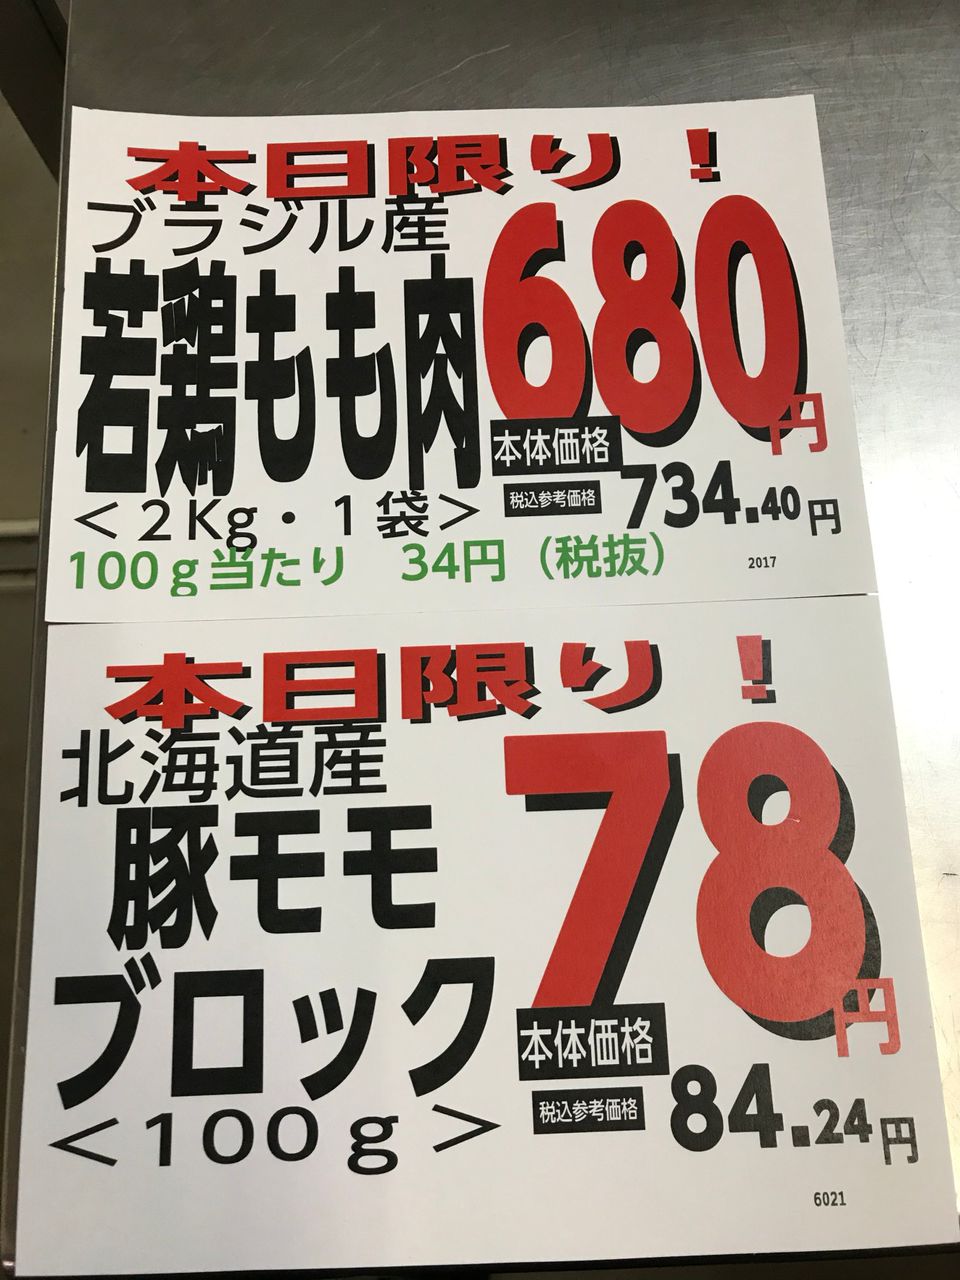 本日限り！
ブラジル産
若鶏もも肉
680円
本体価格
＜２Kg・１袋＞
税込参考価格 734.40円
100ｇ当たり　34円（税抜）
2017
本日限り！
北海道産
豚モモ
ブロック
78円
本体価格
＜100ｇ＞
税込参考価格 84.24円
6021